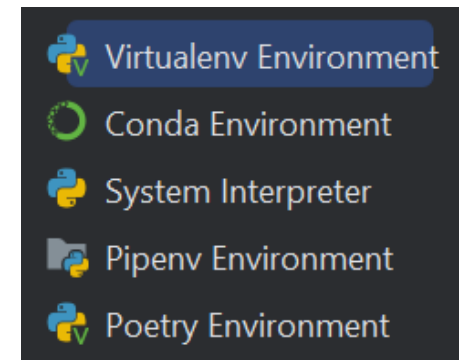 Virtualenv Environment
Conda Environment
System Interpreter
Pipenv Environment
Poetry Environment